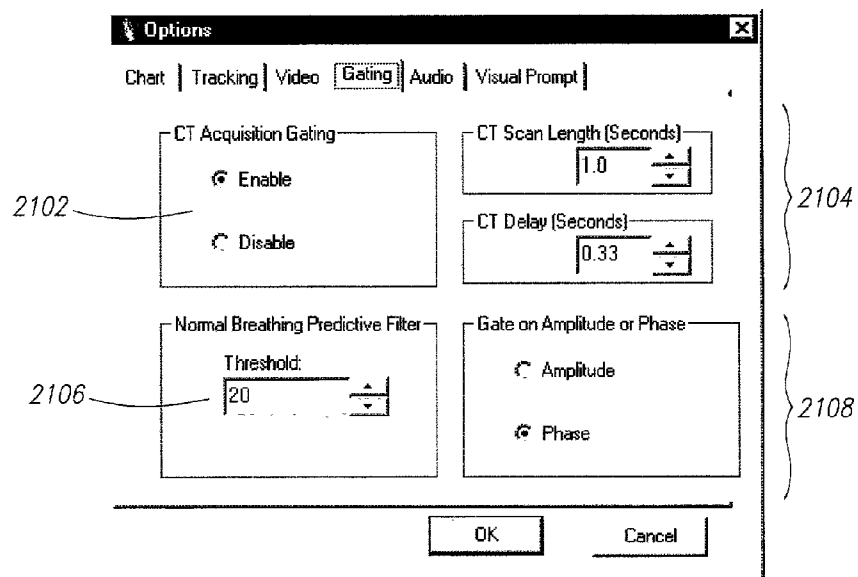 Options
Chart Tracking Video Gating Audio Visual Prompt
CT Acquisition Gating
Enable
Disable
2102
CT Scan Length (Seconds)
1.0
CT Delay (Seconds)
0.33
2104
Normal Breathing Predictive Filter
Threshold:
20
2106
Gate on Amplitude or Phase
Amplitude
Phase
2108
OK Cancel